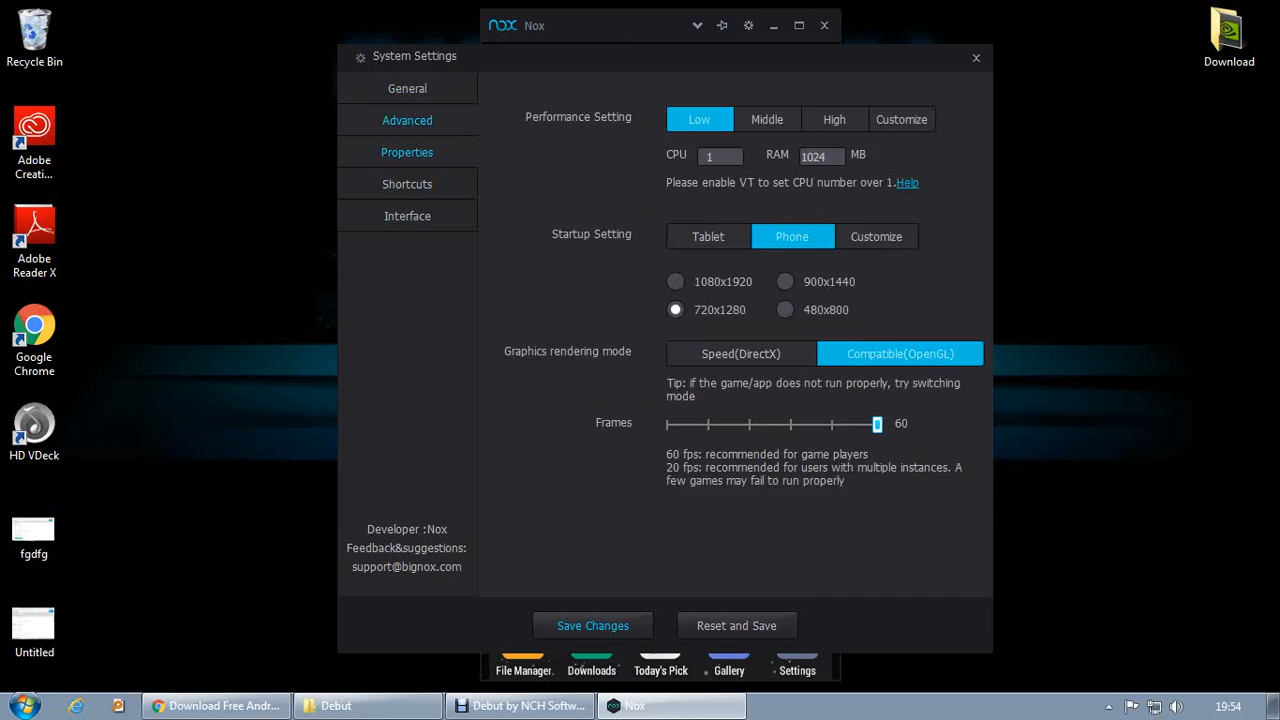 nox Nox
System Settings
General
Advanced
Properties
Shortcuts
Interface
Developer :Nox
Feedback&suggestions:
support@bignox.com
Performance Setting
Low Middle High Customize
CPU 1 RAM 1024 MB
Please enable VT to set CPU number over 1.Help
Startup Setting
Tablet Phone Customize
1080x1920 900x1440
720x1280 480x800
Graphics rendering mode
Speed(DirectX) Compatible(OpenGL)
Tip: if the game/app does not run properly, try switching
mode
Frames 60
60 fps: recommended for game players
20 fps: recommended for users with multiple instances. A
few games may fail to run properly
Save Changes Reset and Save
File Manager Downloads Today's Pick Gallery Settings
Recycle Bin
Adobe
Creati...
Adobe
Reader X
Google
Chrome
HD VDeck
fgdfg
Untitled
Download
Download Free Andr... Debut Debut by NCH Softw... Nox 19:54